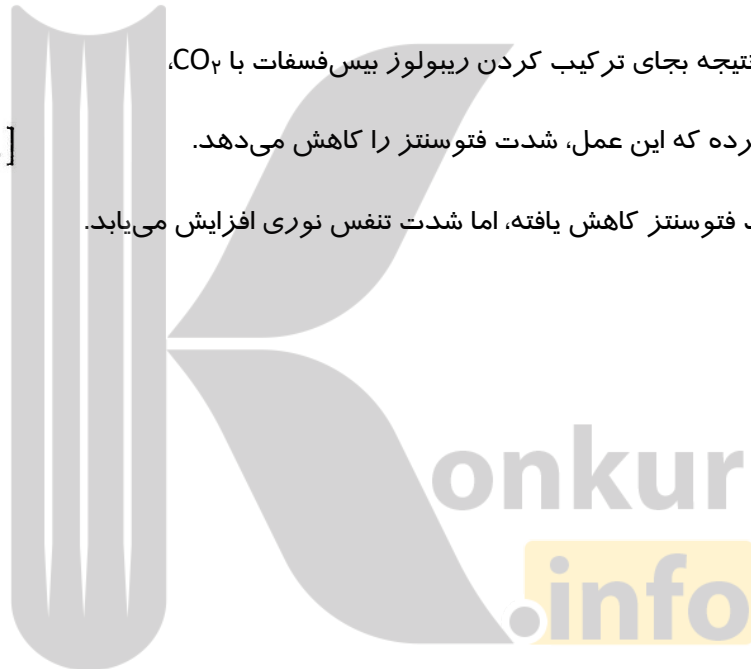 نتیجه بجای ترکیب کردن ریبولوز بیس‌فسفات با CO۲،
رده که این عمل، شدت فتوسنتز را کاهش می‌دهد.
فتوسنتز کاهش یافته، اما شدت تنفس نوری افزایش می‌یابد.
Konkur
.info